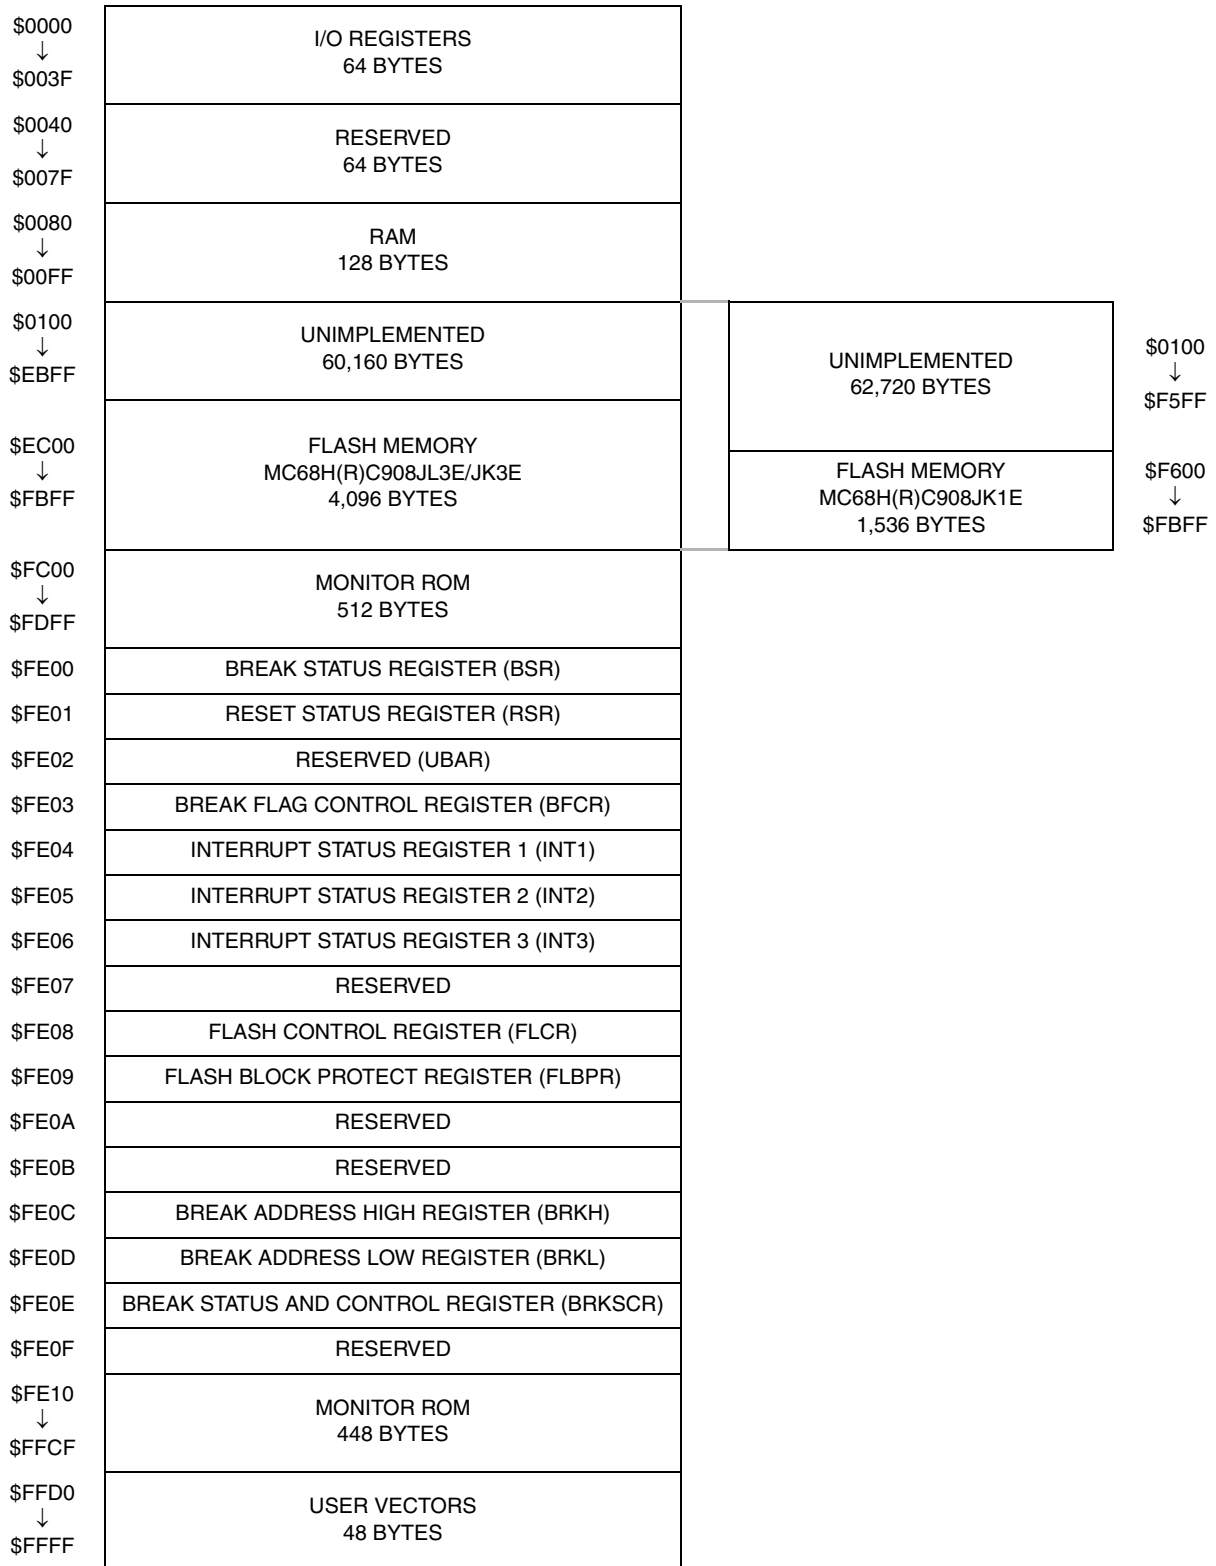 $0000
↓
$003F
I/O REGISTERS
64 BYTES
$0040
↓
$007F
RESERVED
64 BYTES
$0080
↓
$00FF
RAM
128 BYTES
$0100
↓
$EBFF
UNIMPLEMENTED
60,160 BYTES
UNIMPLEMENTED
62,720 BYTES
$0100
↓
$F5FF
$EC00
↓
$FBFF
FLASH MEMORY
MC68H(R)C908JL3E/JK3E
4,096 BYTES
FLASH MEMORY
MC68H(R)C908JK1E
1,536 BYTES
$F600
↓
$FBFF
$FC00
↓
$FDFF
MONITOR ROM
512 BYTES
$FE00 BREAK STATUS REGISTER (BSR)
$FE01 RESET STATUS REGISTER (RSR)
$FE02 RESERVED (UBAR)
$FE03 BREAK FLAG CONTROL REGISTER (BFCR)
$FE04 INTERRUPT STATUS REGISTER 1 (INT1)
$FE05 INTERRUPT STATUS REGISTER 2 (INT2)
$FE06 INTERRUPT STATUS REGISTER 3 (INT3)
$FE07 RESERVED
$FE08 FLASH CONTROL REGISTER (FLCR)
$FE09 FLASH BLOCK PROTECT REGISTER (FLBPR)
$FE0A RESERVED
$FE0B RESERVED
$FE0C BREAK ADDRESS HIGH REGISTER (BRKH)
$FE0D BREAK ADDRESS LOW REGISTER (BRKL)
$FE0E BREAK STATUS AND CONTROL REGISTER (BRKSCR)
$FE0F RESERVED
$FE10
↓
$FFCF
MONITOR ROM
448 BYTES
$FFD0
↓
$FFFF
USER VECTORS
48 BYTES